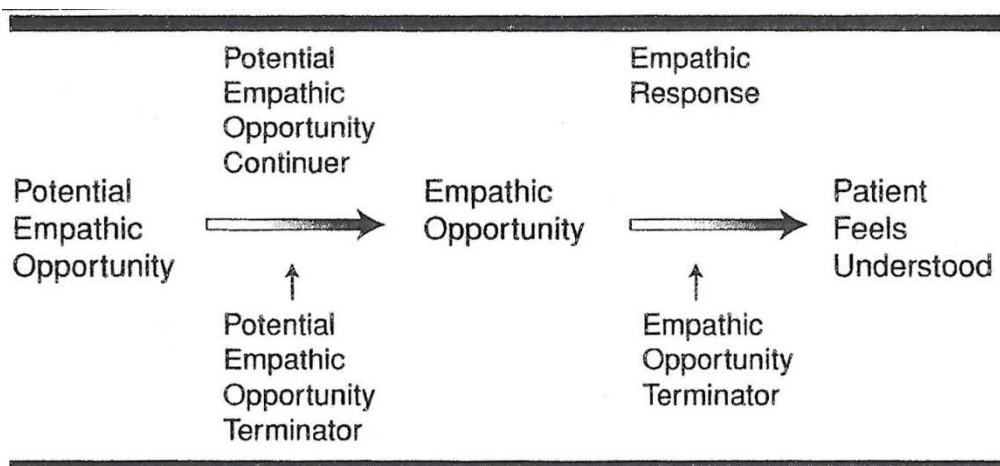 Potential
Empathic
Opportunity
Continuer
Empathic
Response
Potential
Empathic
Opportunity
Empathic
Opportunity
Patient
Feels
Understood
Potential
Empathic
Opportunity
Terminator
Empathic
Opportunity
Terminator